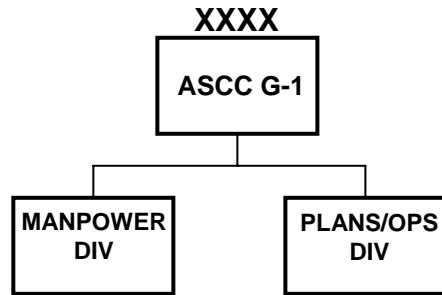 XXXX
ASCC G-1
MANPOWER
DIV
PLANS/OPS
DIV